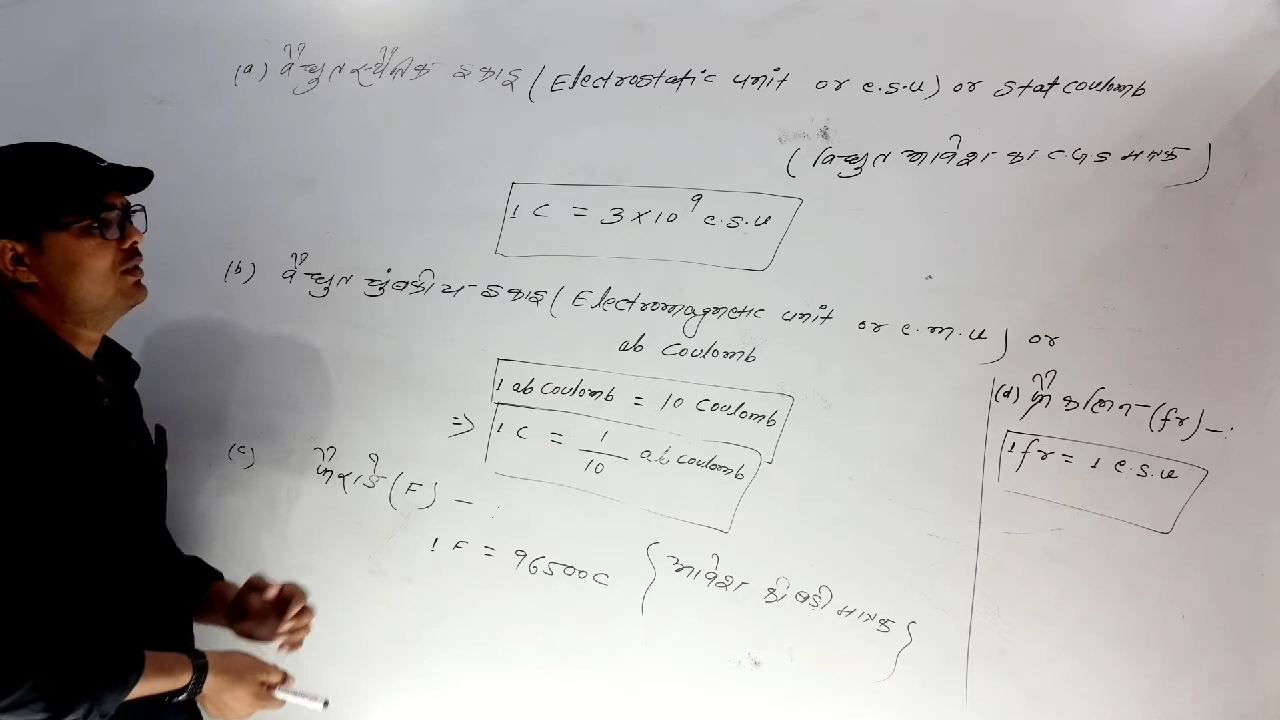 (a) वैद्युत स्थैतिक इकाई (Electrostatic unit or e.s.u) or stat coulomb
(विद्युत आवेश का c.g.s मात्रक)
1 C = 3×10⁹ e.s.u
(b) वैद्युत चुंबकीय - इकाई (Electromagnetic unit or e.m.u) or
ab coulomb
1 ab coulomb = 10 coulomb
⇒ 1 C = 1/10 ab coulomb
(c) फैराडे (F) - :
1 F = 96500C {आवेश की बड़ी मात्रक}
(d) फ्रैंकलिन - (fr) - :
1 fr = 1 e.s.u